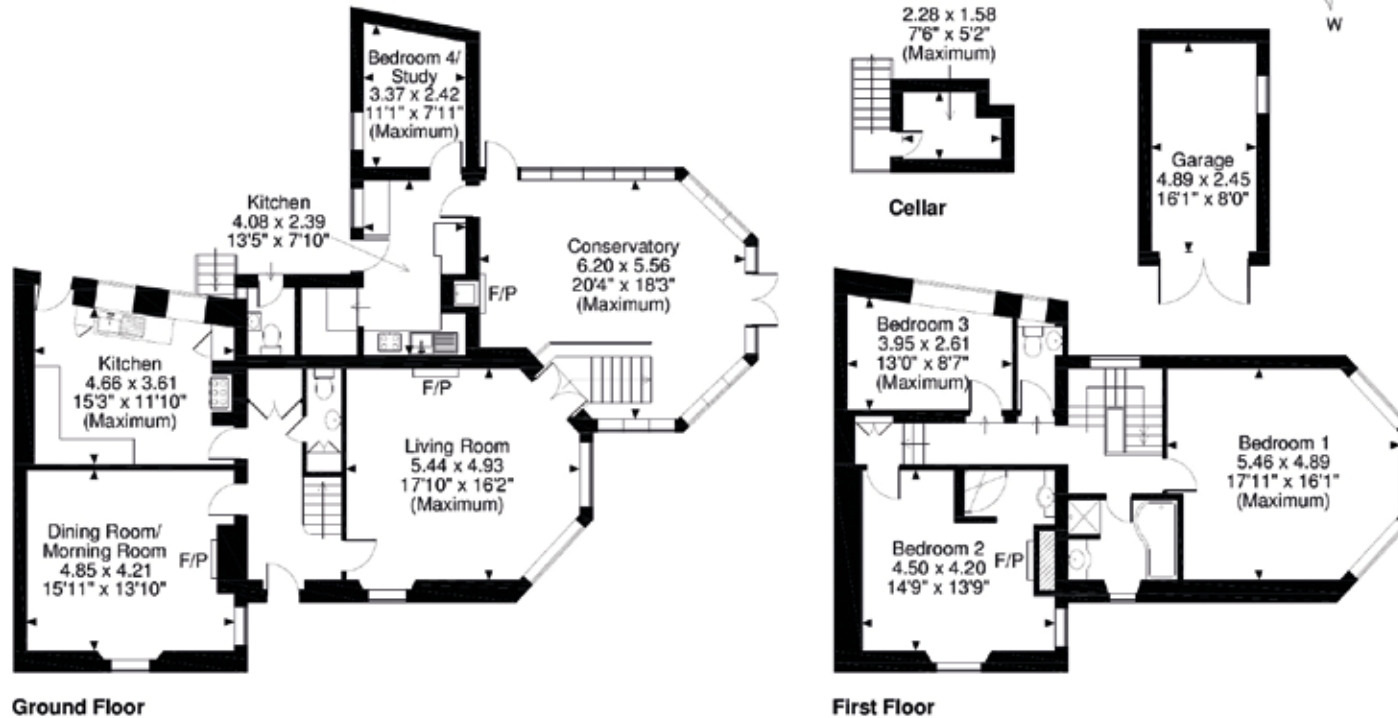 Bedroom 4/
Study
3.37 x 2.42
11'1" x 7'11"
(Maximum)
Kitchen
4.08 x 2.39
13'5" x 7'10"
Conservatory
6.20 x 5.56
20'4" x 18'3"
(Maximum)
F/P
Kitchen
4.66 x 3.61
15'3" x 11'10"
(Maximum)
F/P
Living Room
5.44 x 4.93
17'10" x 16'2"
(Maximum)
Dining Room/
Morning Room
4.85 x 4.21
15'11" x 13'10"
F/P
Ground Floor
2.28 x 1.58
7'6" x 5'2"
(Maximum)
Cellar
W
Garage
4.89 x 2.45
16'1" x 8'0"
Bedroom 3
3.95 x 2.61
13'0" x 8'7"
(Maximum)
Bedroom 1
5.46 x 4.89
17'11" x 16'1"
(Maximum)
Bedroom 2
4.50 x 4.20
14'9" x 13'9"
F/P
First Floor